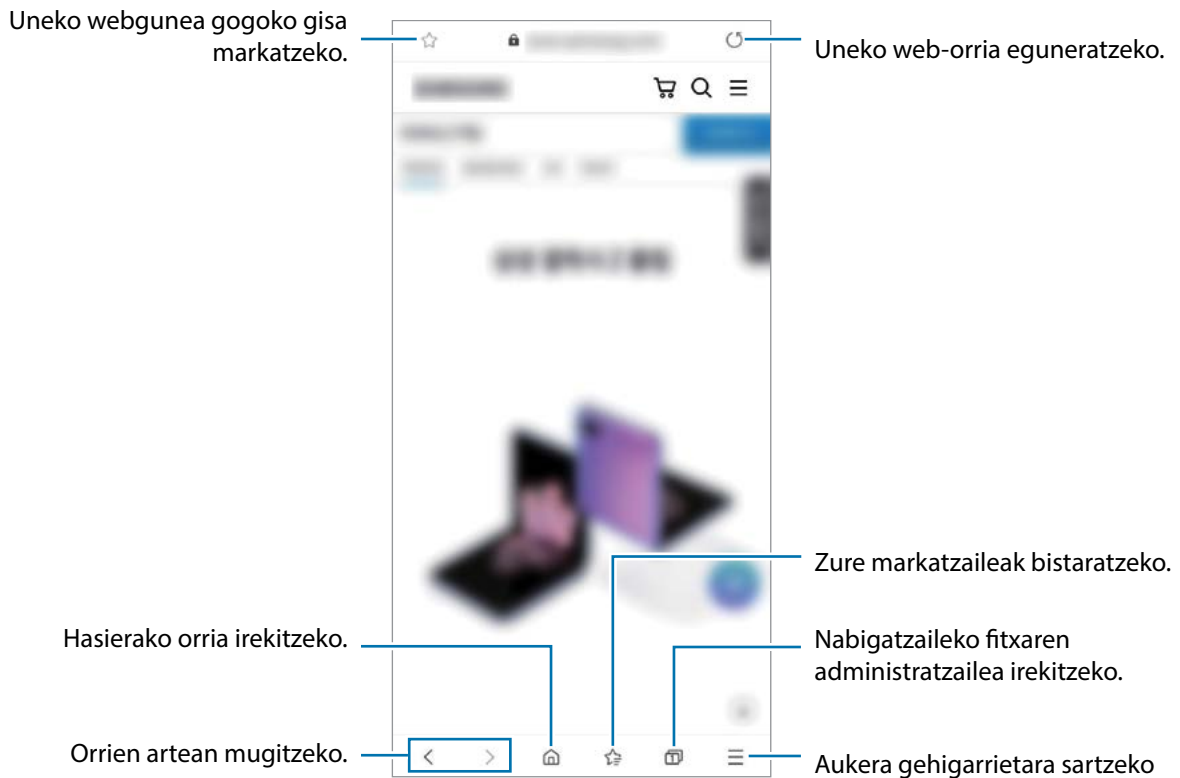 Uneko webgunea gogoko gisa
markatzeko.
Uneko web-orria eguneratzeko.
Zure markatzaileak bistaratzeko.
Hasierako orria irekitzeko.
Nabigatzaileko fitxaren
administratzailea irekitzeko.
Orrien artean mugitzeko.
1
Aukera gehigarrietara sartzeko